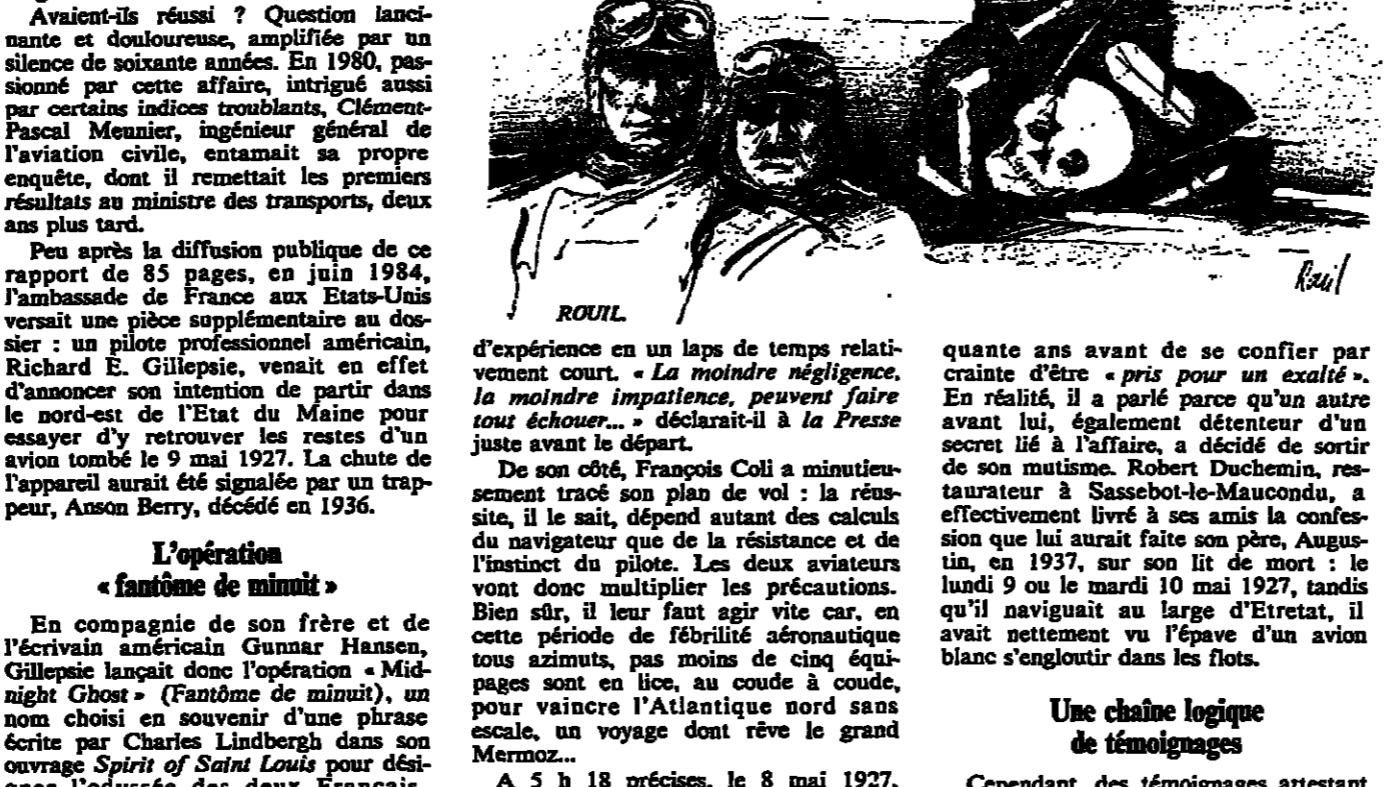 Avaient-ils réussi ? Question lanci-
nante et douloureuse, amplifiée par un
silence de soixante années. En 1980, pas-
sionné par cette affaire, intrigué aussi
par certains indices troublants, Clément-
Pascal Meunier, ingénieur général de
l'aviation civile, entamait sa propre
enquête, dont il remettait les premiers
résultats au ministre des transports, deux
ans plus tard.
Peu après la diffusion publique de ce
rapport de 85 pages, en juin 1984,
l'ambassade de France aux Etats-Unis
versait une pièce supplémentaire au dos-
sier : un pilote professionnel américain,
Richard E. Gillepsie, venait en effet
d'annoncer son intention de partir dans
le nord-est de l'Etat du Maine pour
essayer d'y retrouver les restes d'un
avion tombé le 9 mai 1927. La chute de
l'appareil aurait été signalée par un trap-
peur, Anson Berry, décédé en 1936.
L'opération
« fantôme de minuit »
En compagnie de son frère et de
l'écrivain américain Gunnar Hansen,
Gillepsie lançait donc l'opération « Mid-
night Ghost » (Fantôme de minuit), un
nom choisi en souvenir d'une phrase
écrite par Charles Lindbergh dans son
ouvrage Spirit of Saint Louis pour dési-
gner l'odyssée des deux Français.
ROUIL
Rouil
d'expérience en un laps de temps relati-
vement court. « La moindre négligence,
la moindre impatience, peuvent faire
tout échouer... » déclarait-il à la Presse
juste avant le départ.
De son côté, François Coli a minutieu-
sement tracé son plan de vol : la réus-
site, il le sait, dépend autant des calculs
du navigateur que de la résistance et de
l'instinct du pilote. Les deux aviateurs
vont donc multiplier les précautions.
Bien sûr, il leur faut agir vite car, en
cette période de fébrilité aéronautique
tous azimuts, pas moins de cinq équi-
pages sont en lice, au coude à coude,
pour vaincre l'Atlantique nord sans
escale, un voyage dont rêve le grand
Mermoz...
A 5 h 18 précises, le 8 mai 1927,
quante ans avant de se confier par
crainte d'être « pris pour un exalté ».
En réalité, il a parlé parce qu'un autre
avant lui, également détenteur d'un
secret lié à l'affaire, a décidé de sortir
de son mutisme. Robert Duchemin, res-
taurateur à Sassebot-le-Maucondu, a
effectivement livré à ses amis la confes-
sion que lui aurait faite son père, Augus-
tin, en 1937, sur son lit de mort : le
lundi 9 ou le mardi 10 mai 1927, tandis
qu'il naviguait au large d'Etretat, il
avait nettement vu l'épave d'un avion
blanc s'engloutir dans les flots.
Une chaîne logique
de témoignages
Cependant, des témoignages attestant